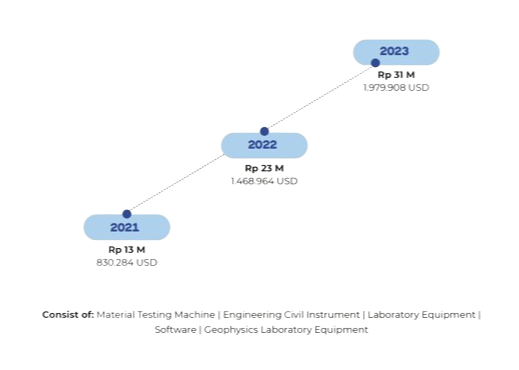 2023
Rp 31 M
1.979.908 USD
2022
Rp 23 M
1.468.964 USD
2021
Rp 13 M
830.284 USD
Consist of: Material Testing Machine | Engineering Civil Instrument | Laboratory Equipment |
Software | Geophysics Laboratory Equipment